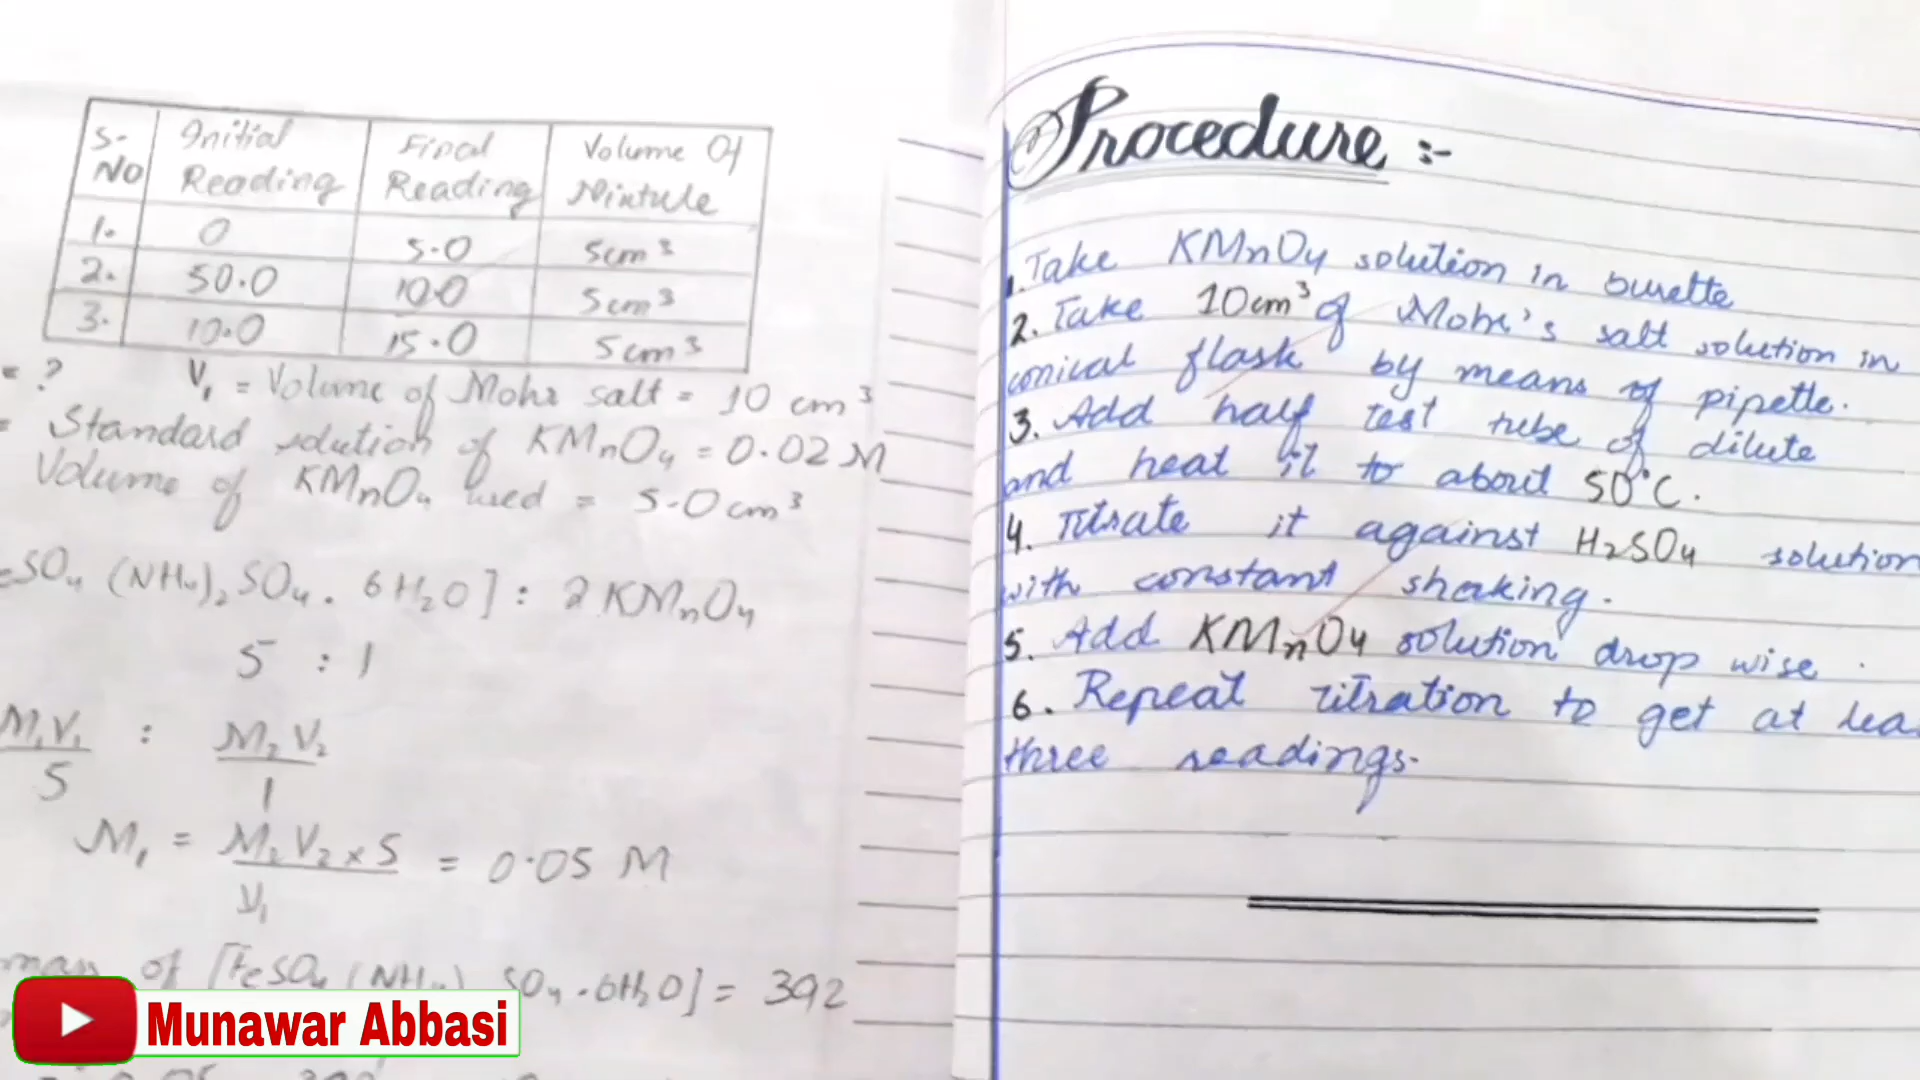 S. No | Initial Reading | Final Reading | Volume Of Mixture
1. | 0 | 5.0 | 5cm³
2. | 50.0 | 10.0 | 5cm³
3. | 10.0 | 15.0 | 5cm³
= ? V₁ = Volume of Mohr salt = 10 cm³
= Standard solution of KMnO₄ = 0.02 M
Volume of KMnO₄ used = 5.0 cm³
SO₄ (NH₄)₂SO₄. 6H₂O] : 2 KMnO₄
5 : 1
M₁V₁ : M₂V₂
5 1
M₁ = M₂V₂ x 5 = 0.05 M
V₁
mass of [FeSO₄ (NH₄) SO₄ . 6H₂O] = 392
Munawar Abbasi
Procedure :-
1. Take KMnO4 solution in burette
2. Take 10cm³ of Mohr's salt solution in
conical flask by means of pipette.
3. Add half test tube of dilute
and heat it to about 50°C.
4. Titrate it against H2SO4 solution
with constant shaking.
5. Add KMnO4 solution drop wise .
6. Repeat titration to get at lea
three readings.